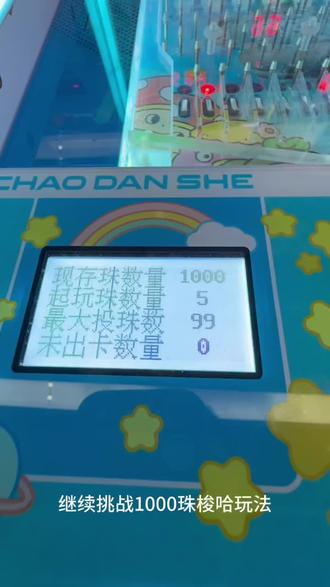 CHAO DAN SHE
现存珠数量 1000
起玩珠数量 5
最大投珠数 99
未出卡数量 0
继续挑战1000珠梭哈玩法